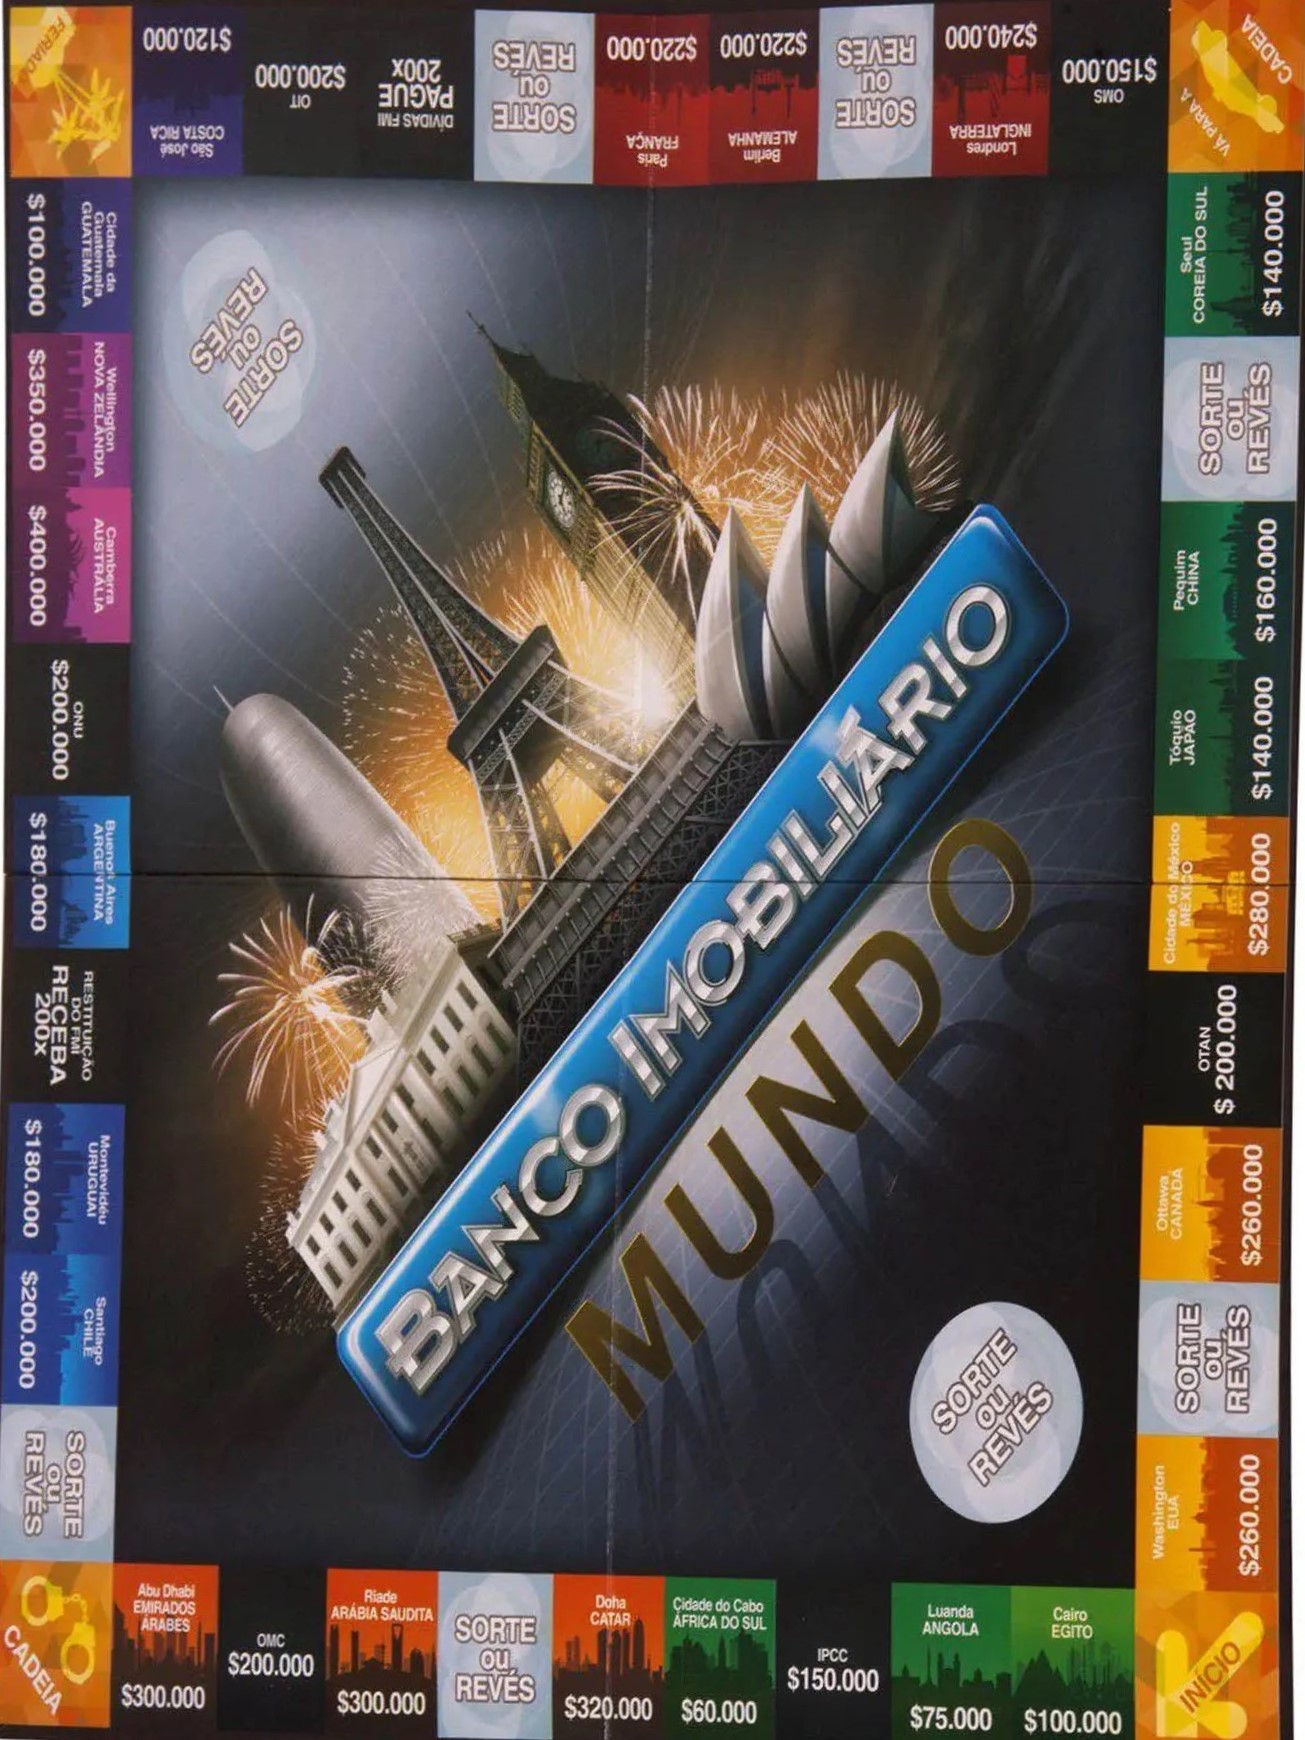 FERIADO
$120.000
São José
COSTA RICA
$200.000
OIT
DÍVIDAS FMI
PAGUE
200x
SORTE
OU
REVÉS
$220.000
Paris
FRANÇA
$220.000
Berlim
ALEMANHA
SORTE
OU
REVÉS
$240.000
Londres
INGLATERRA
$150.000
OMS
VÁ PARA A
CADEIA
Seul
COREIA DO SUL
$140.000
SORTE
OU
REVÉS
Pequim
CHINA
$160.000
Tóquio
JAPÃO
$140.000
Cidade do México
MÉXICO
$280.000
OTAN
$ 200.000
Ottawa
CANADÁ
$260.000
SORTE
OU
REVÉS
Washington
EUA
$260.000
INÍCIO
Cairo
EGITO
$100.000
Luanda
ANGOLA
$75.000
IPCC
$150.000
Cidade do Cabo
ÁFRICA DO SUL
$60.000
Doha
CATAR
$320.000
SORTE
OU
REVÉS
Riade
ARÁBIA SAUDITA
$300.000
OMC
$200.000
Abu Dhabi
EMIRADOS
ÁRABES
$300.000
CADEIA
SORTE
OU
REVÉS
Santiago
CHILE
$200.000
Montevidéu
URUGUAI
$180.000
RESTITUIÇÃO
DO FMI
RECEBA
200x
Buenos Aires
ARGENTINA
$180.000
ONU
$200.000
Camberra
AUSTRÁLIA
$400.000
Wellington
NOVA ZELÂNDIA
$350.000
Cidade da
Guatemala
GUATEMALA
$100.000
SORTE
OU
REVÉS
BANCO IMOBILIÁRIO
MUNDO
SORTE
OU
REVÉS